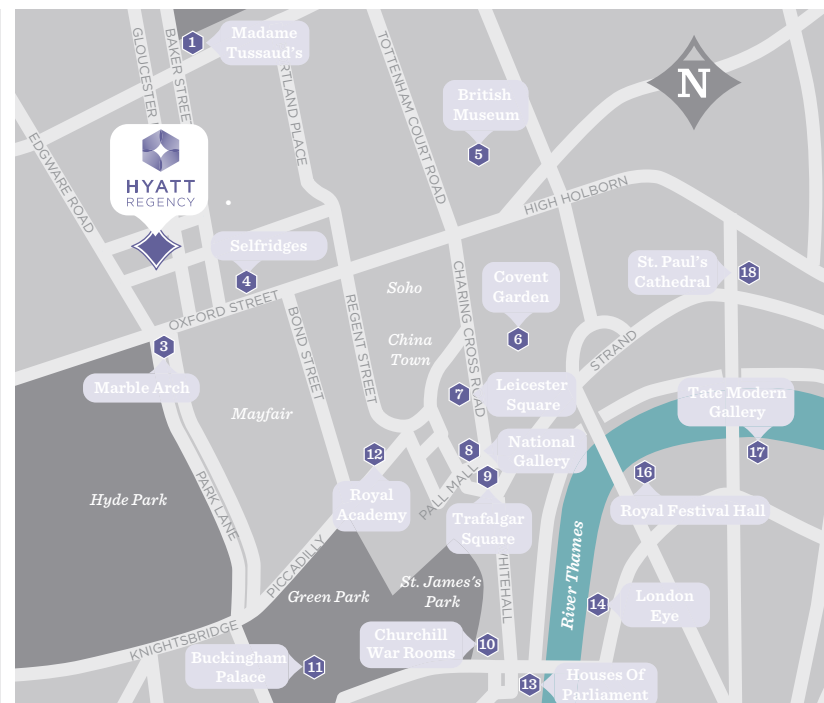 1
Madame
Tussaud's
GLOUCESTER
BAKER STREET
RTLAND PLACE
TOTTENHAM COURT ROAD
N
British
Museum
5
EDGWARE ROAD
HYATT
REGENCY
HIGH HOLBORN
Selfridges
4
Soho
Covent
Garden
6
St. Paul's
Cathedral
18
OXFORD STREET
BOND STREET
REGENT STREET
CHARING CROSS ROAD
STRAND
China
Town
3
Marble Arch
Mayfair
7
Leicester
Square
Tate Modern
Gallery
17
12
Royal
Academy
8
National
Gallery
9
Trafalgar
Square
16
Royal Festival Hall
Hyde Park
PARK LANE
PALL MALL
PICCADILLY
Green Park
St. James's
Park
WHITEHALL
River Thames
14
London
Eye
KNIGHTSBRIDGE
Buckingham
Palace
11
Churchill
War Rooms
10
13
Houses Of
Parliament